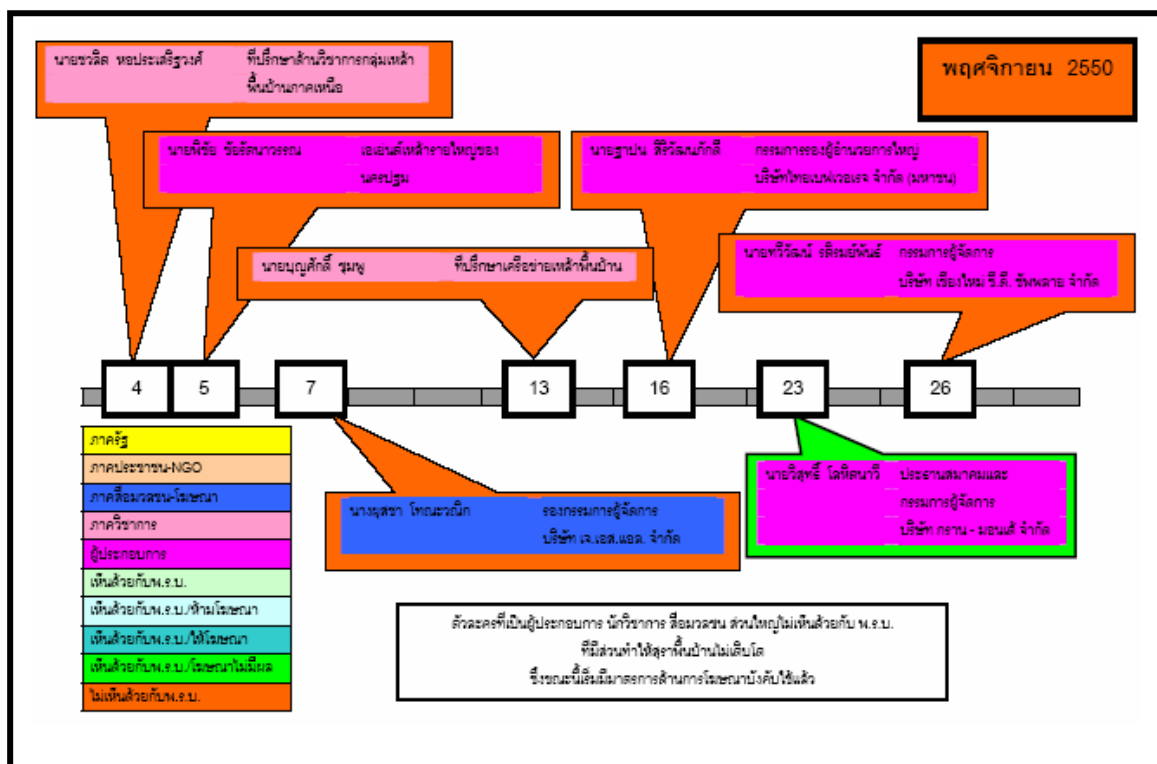 พฤศจิกายน 2550
นายชวลิต หอประเสริฐวงศ์ ที่ปรึกษาด้านวิชาการกลุ่มเหล้า
พื้นบ้านภาคเหนือ
นายพิชัย ชัยรัตนาวรรณ เอเยนต์เหล้ารายใหญ่ของ
นครปฐม
นายฐาปน สิริวัฒนภักดี กรรมการรองผู้อำนวยการใหญ่
บริษัทไทยเบฟเวอเรจ จำกัด (มหาชน)
นายบุญศักดิ์ ชุมพู ที่ปรึกษาเครือข่ายเหล้าพื้นบ้าน
นายทวีวัฒน์ รติรมย์พันธ์ กรรมการผู้จัดการ
บริษัท เชียงใหม่ ซี.ดี. ซัพพลาย จำกัด
4 5 7 13 16 23 26
ภาครัฐ
ภาคประชาชน-NGO
ภาคสื่อมวลชน-โฆษณา
ภาควิชาการ
ผู้ประกอบการ
เห็นด้วยกับพ.ร.บ.
เห็นด้วยกับพ.ร.บ./ห้ามโฆษณา
เห็นด้วยกับพ.ร.บ./ให้โฆษณา
เห็นด้วยกับพ.ร.บ./โฆษณาไม่มีผล
ไม่เห็นด้วยกับพ.ร.บ.
นางผุสชา โทณะวณิก รองกรรมการผู้จัดการ
บริษัท เจ.เอส.แอล. จำกัด
นายวิสุทธิ์ โลหิตนาวี ประธานสมาคมและ
กรรมการผู้จัดการ
บริษัท กราน - มอนเต้ จำกัด
ตัวละครที่เป็นผู้ประกอบการ นักวิชาการ สื่อมวลชน ส่วนใหญ่ไม่เห็นด้วยกับ พ.ร.บ.
ที่มีส่วนทำให้สุราพื้นบ้านไม่เติบโต
ซึ่งขณะนี้เริ่มมีมาตรการด้านการโฆษณาบังคับใช้แล้ว